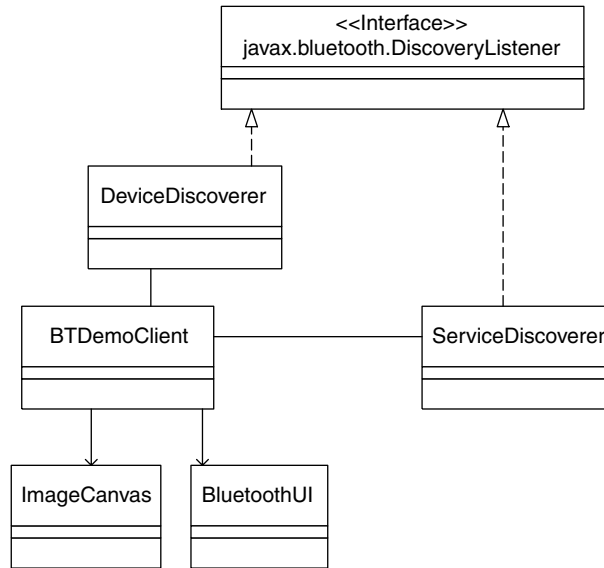 <<Interface>>
javax.bluetooth.DiscoveryListener
DeviceDiscoverer
BTDemoClient
ServiceDiscoverer
ImageCanvas
BluetoothUI